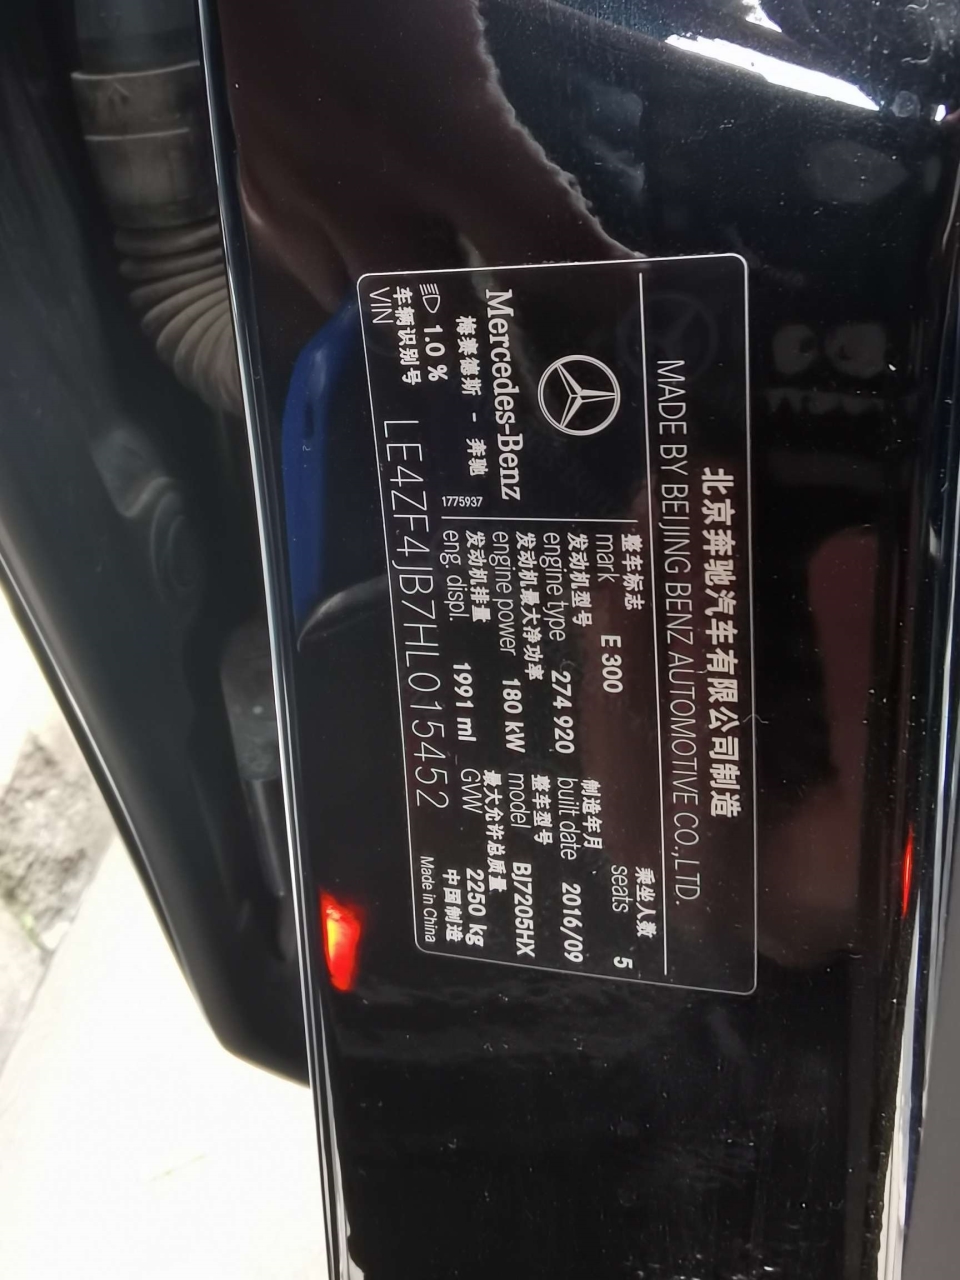 北京奔驰汽车有限公司制造
MADE BY BEIJING BENZ AUTOMOTIVE CO.,LTD.
整车标志
mark
E 300
乘坐人数
seats
5
发动机型号
engine type
274 920
制造年月
built date
2016/09
发动机最大净功率
engine power
180 kW
整车型号
model
BJ7205HX
发动机排量
eng. displ.
1991 ml
最大允许总质量
GVW
2250 kg
Mercedes-Benz
梅赛德斯 - 奔驰
1.0 %
1775937
中国制造
Made in China
车辆识别号
VIN
LE4ZF4JB7HL015452